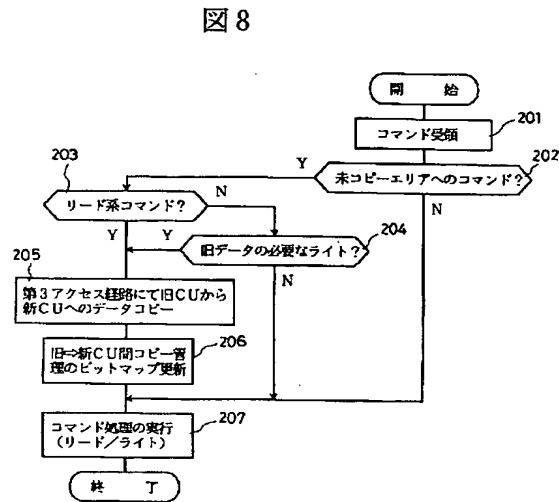 図8
開 始
201
コマンド受領
202
未コピーエリアへのコマンド?
Y
N
203
リード系コマンド?
N
Y
Y
204
旧データの必要なライト?
N
205
第3アクセス経路にて旧CUから
新CUへのデータコピー
206
旧⇒新CU間コピー管
理のビットマップ更新
207
コマンド処理の実行
(リード/ライト)
終 了